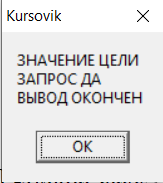 Kursovik
ЗНАЧЕНИЕ ЦЕЛИ
ЗАПРОС ДА
ВЫВОД ОКОНЧЕН
OK